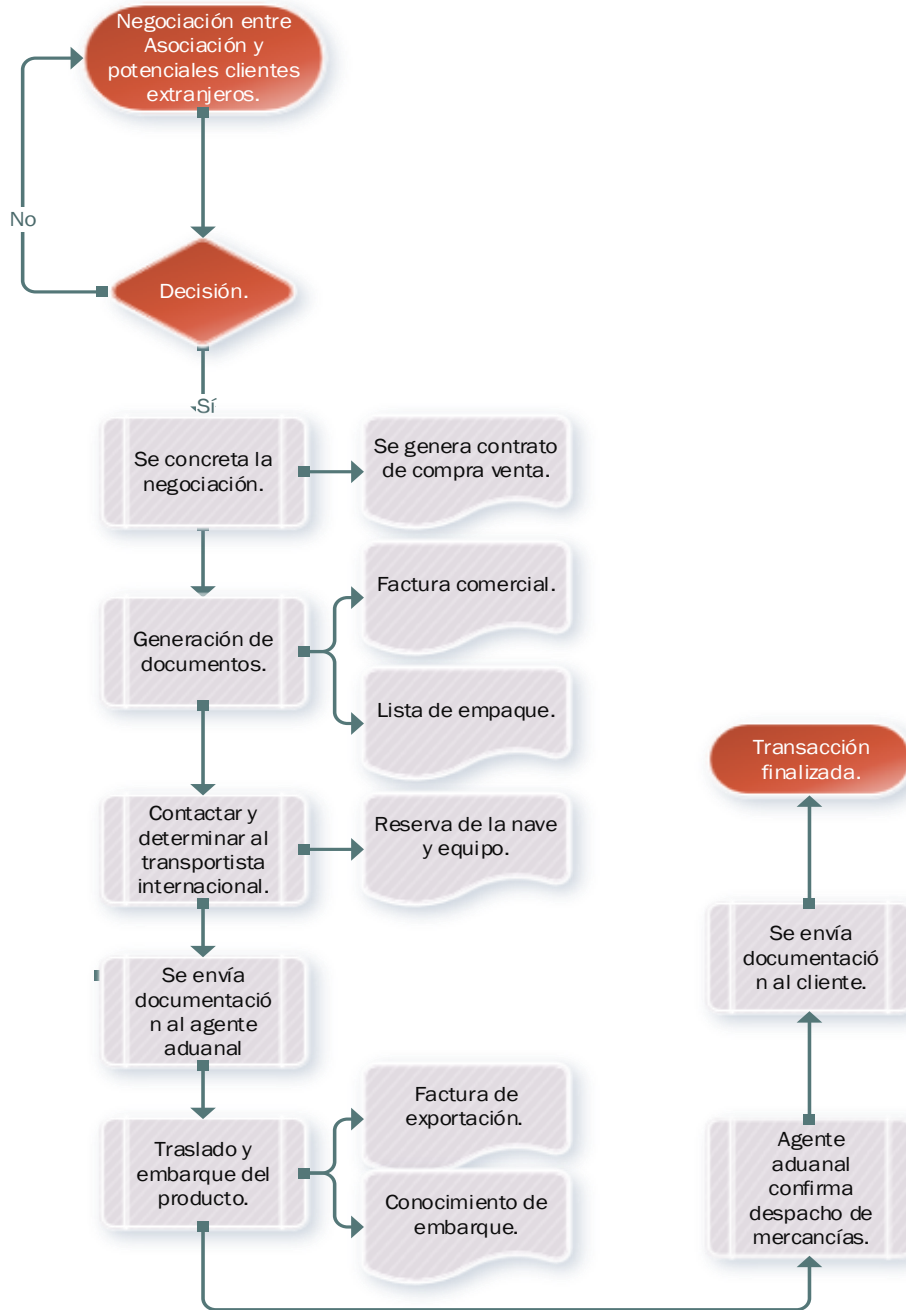 Negociación entre
Asociación y
potenciales clientes
extranjeros.
No
Decisión.
Sí
Se concreta la
negociación.
Se genera contrato
de compra venta.
Generación de
documentos.
Factura comercial.
Lista de empaque.
Contactar y
determinar al
transportista
internacional.
Reserva de la nave
y equipo.
Se envía
documentació
n al agente
aduanal
Traslado y
embarque del
producto.
Factura de
exportación.
Conocimiento de
embarque.
Agente
aduanal
confirma
despacho de
mercancías.
Se envía
documentació
n al cliente.
Transacción
finalizada.